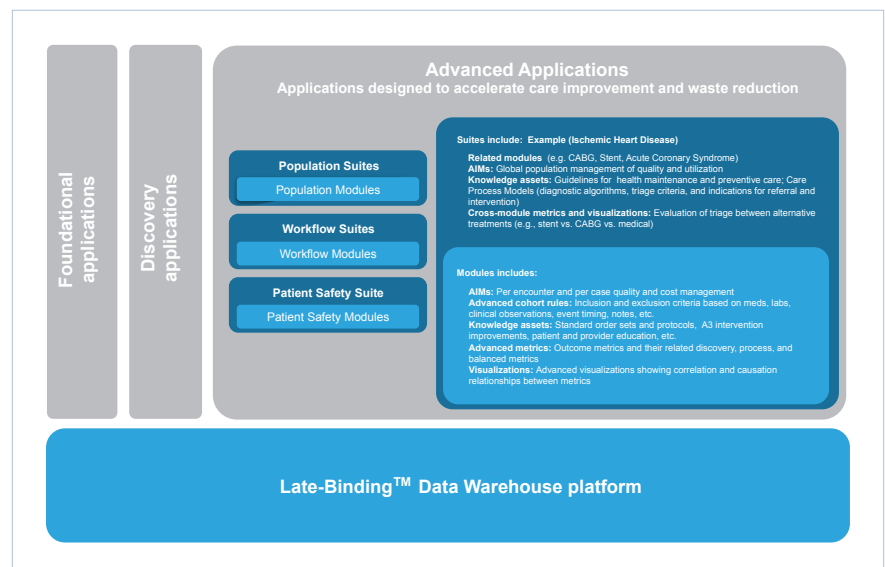 Foundational
applications
Discovery
applications
Advanced Applications
Applications designed to accelerate care improvement and waste reduction
Population Suites
Population Modules
Workflow Suites
Workflow Modules
Patient Safety Suite
Patient Safety Modules
Suites include: Example (Ischemic Heart Disease)
Related modules (e.g. CABG, Stent, Acute Coronary Syndrome)
AIMs: Global population management of quality and utilization
Knowledge assets: Guidelines for health maintenance and preventive care; Care
Process Models (diagnostic algorithms, triage criteria, and indications for referral and
intervention)
Cross-module metrics and visualizations: Evaluation of triage between alternative
treatments (e.g., stent vs. CABG vs. medical)
Modules includes:
AIMs: Per encounter and per case quality and cost management
Advanced cohort rules: Inclusion and exclusion criteria based on meds, labs,
clinical observations, event timing, notes, etc.
Knowledge assets: Standard order sets and protocols, A3 intervention
improvements, patient and provider education, etc.
Advanced metrics: Outcome metrics and their related discovery, process, and
balanced metrics
Visualizations: Advanced visualizations showing correlation and causation
relationships between metrics
Late-Binding™ Data Warehouse platform